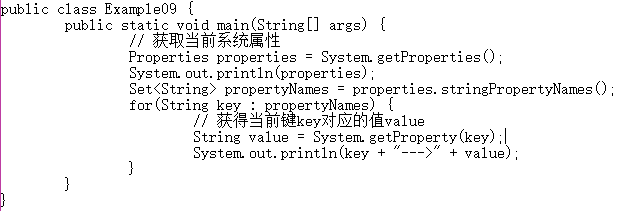 public class Example09 {
public static void main(String[] args) {
// 获取当前系统属性
Properties properties = System.getProperties();
System.out.println(properties);
Set<String> propertyNames = properties.stringPropertyNames();
for(String key : propertyNames) {
// 获得当前键key对应的值value
String value = System.getProperty(key);
System.out.println(key + "--->" + value);
}
}
}